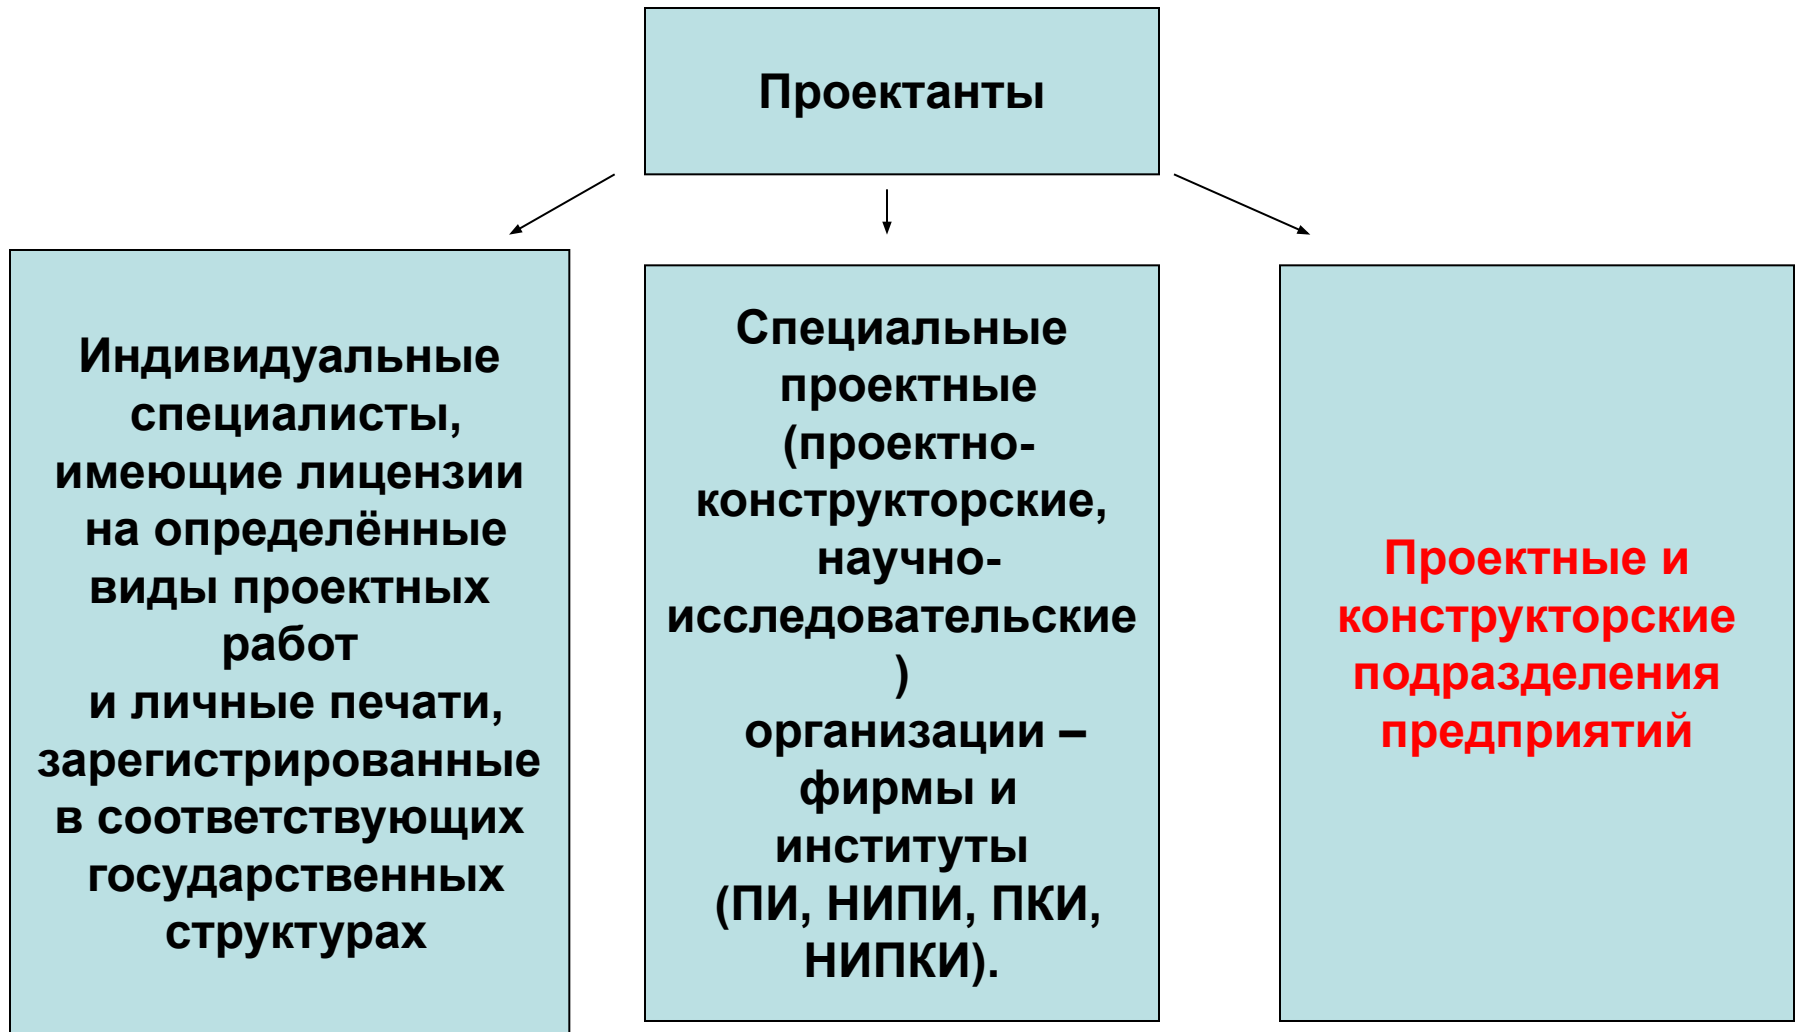 Проектанты
Индивидуальные
специалисты,
имеющие лицензии
на определённые
виды проектных
работ
и личные печати,
зарегистрированные
в соответствующих
государственных
структурах
Специальные
проектные
(проектно-
конструкторские,
научно-
исследовательские
)
организации –
фирмы и
институты
(ПИ, НИПИ, ПКИ,
НИПКИ).
Проектные и
конструкторские
подразделения
предприятий